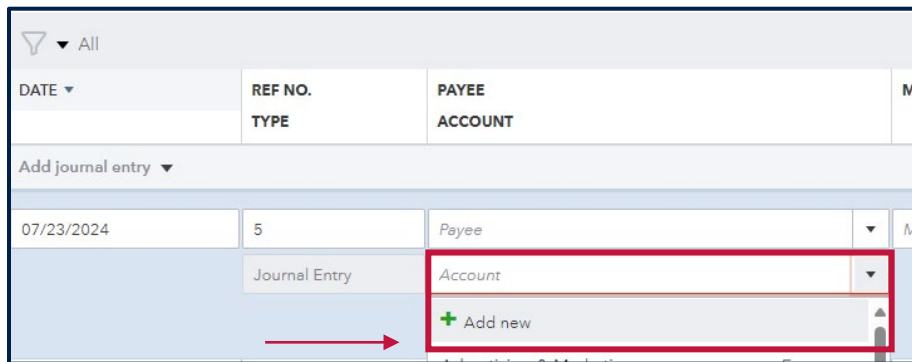 All
DATE REF NO. PAYEE M
TYPE ACCOUNT
Add journal entry
07/23/2024 5 Payee M
Journal Entry Account
+ Add new